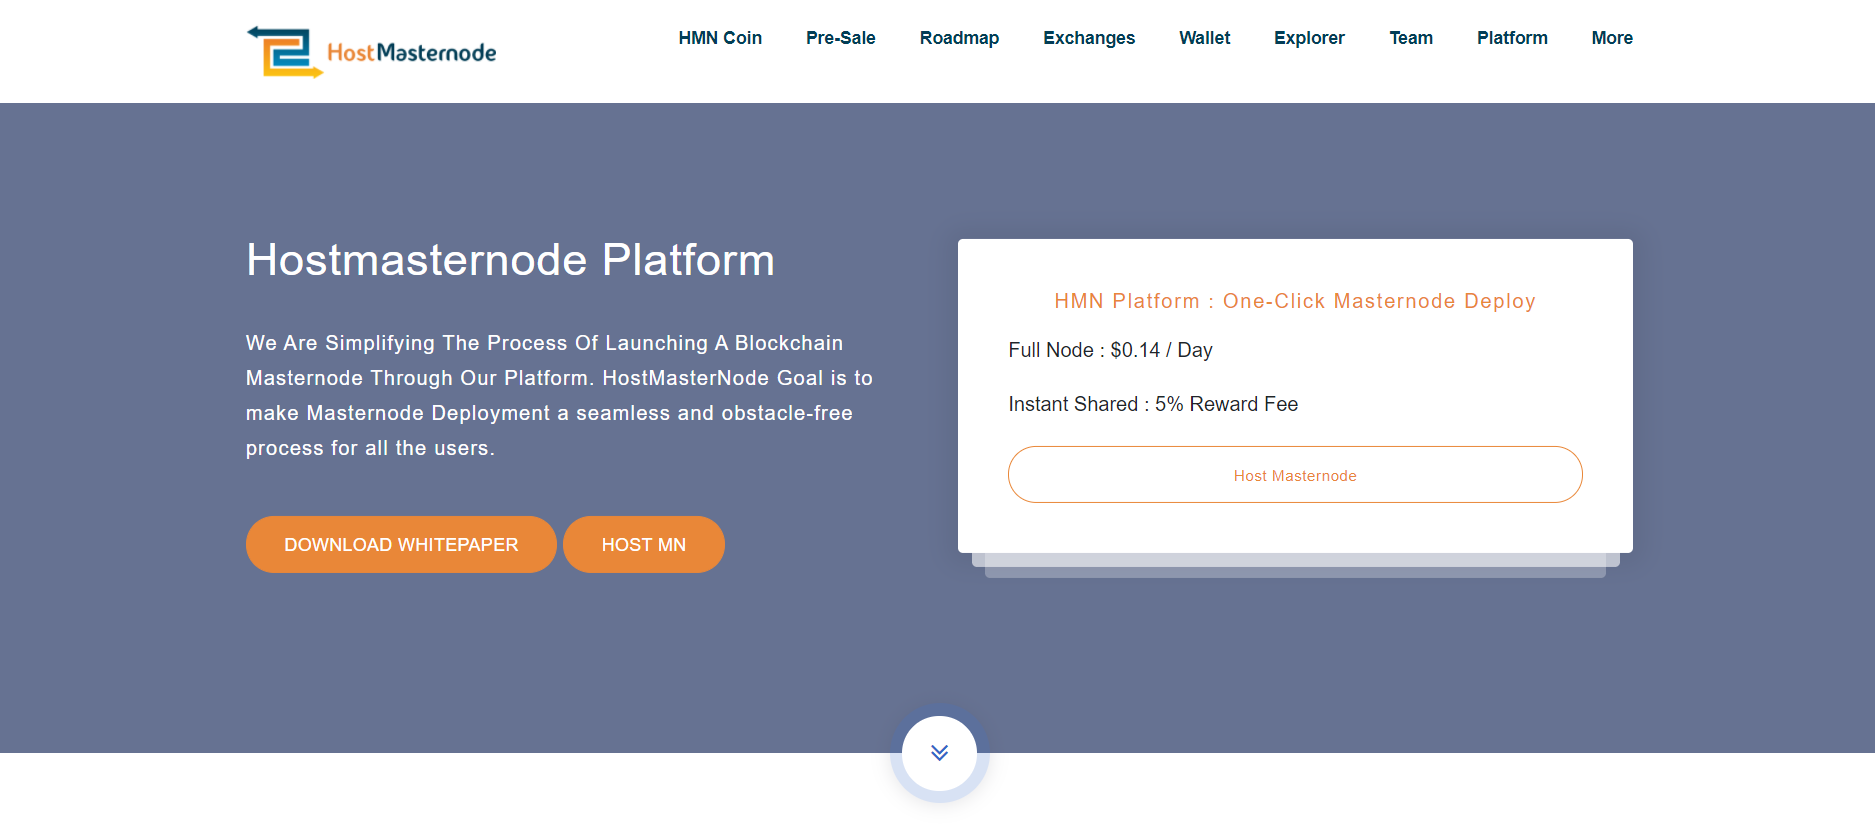 HostMasternode
HMN Coin
Pre-Sale
Roadmap
Exchanges
Wallet
Explorer
Team
Platform
More
Hostmasternode Platform
We Are Simplifying The Process Of Launching A Blockchain
Masternode Through Our Platform. HostMasterNode Goal is to
make Masternode Deployment a seamless and obstacle-free
process for all the users.
DOWNLOAD WHITEPAPER
HOST MN
HMN Platform : One-Click Masternode Deploy
Full Node : $0.14 / Day
Instant Shared : 5% Reward Fee
Host Masternode